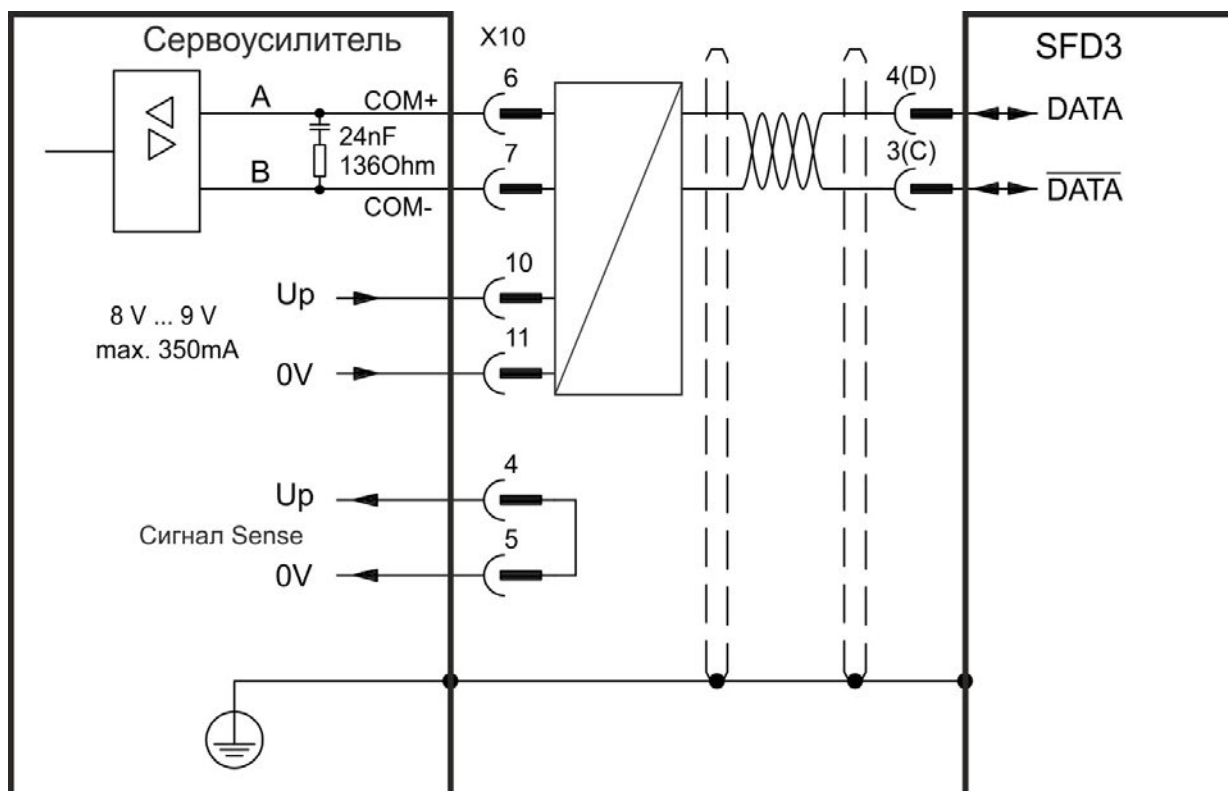 Сервоусилитель
X10
SFD3
6
4(D)
A
COM+
DATA
24nF
136Ohm
7
3(C)
B
COM-
DATA
10
Up
8 V ... 9 V
max. 350mA
11
0V
4
Up
Сигнал Sense
5
0V